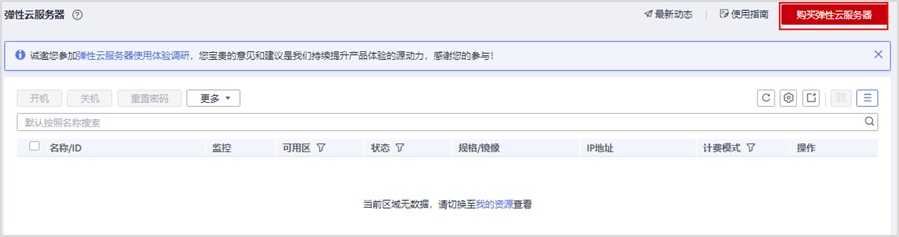 弹性云服务器 最新动态 使用指南 购买弹性云服务器
诚邀您参加弹性云服务器使用体验调研，您宝贵的意见和建议是我们持续提升产品体验的源动力，感谢您的参与！
开机 关机 重置密码 更多
默认按照名称搜索
名称/ID 监控 可用区 状态 规格/镜像 IP地址 计费模式 操作
当前区域无数据，请切换至我的资源查看